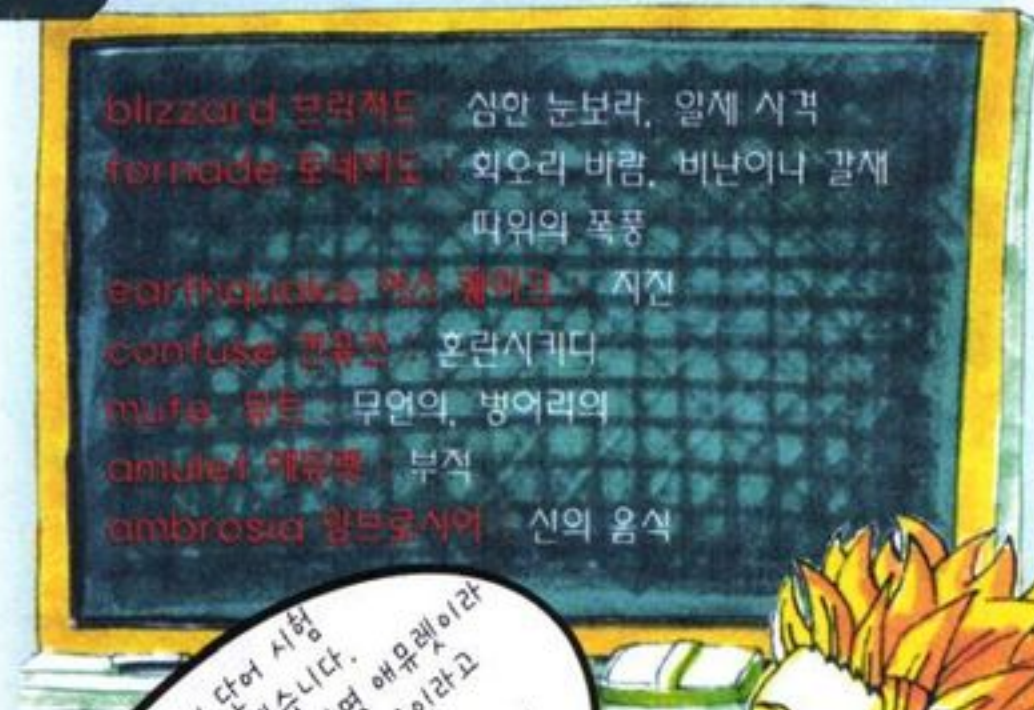 blizzard 브리자드 : 심한 눈보라, 일제 사격
fornade 토네이도 : 회오리 바람, 비난이나 갈채
따위의 폭풍
earthquake 어스 퀘이크 : 지진
confuse 컨퓨즈 : 혼란시키다
mute 뮤트 : 무언의, 벙어리의
amulet 애뮤렛 : 부적
ambrosia 암브로시아 : 신의 음식
단어 시험
습니다.
애뮤렛이라
이라고